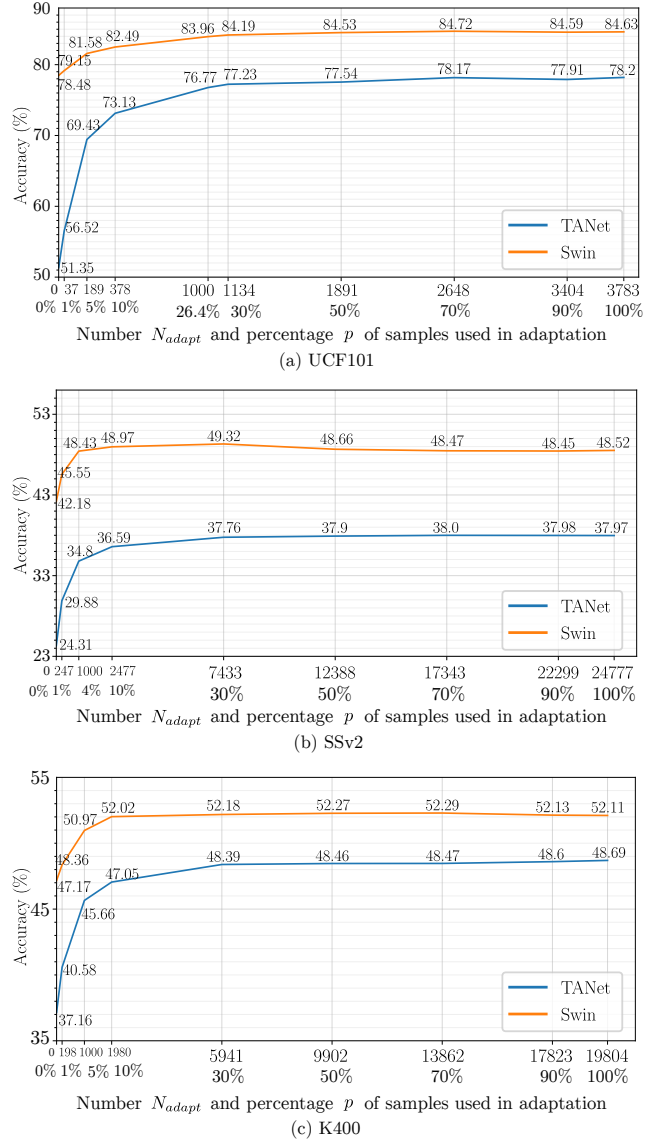 90
83.96 84.19 84.53 84.72 84.59 84.63
82.49
81.58
80
79.15
78.48
76.77 77.23 77.54 78.17 77.91 78.2
73.13
70
69.43
60
56.52
51.35
50
Accuracy (%)
TANet
Swin
0 37 189 378 1000 1134 1891 2648 3404 3783
0% 1% 5% 10% 26.4% 30% 50% 70% 90% 100%
Number N_adapt and percentage p of samples used in adaptation
(a) UCF101
53
48.43 48.97 49.32 48.66 48.47 48.45 48.52
45.55
43
42.18
36.59 37.76 37.9 38.0 37.98 37.97
34.8
33
29.88
24.31
23
Accuracy (%)
TANet
Swin
0 247 1000 2477 7433 12388 17343 22299 24777
0% 1% 4% 10% 30% 50% 70% 90% 100%
Number N_adapt and percentage p of samples used in adaptation
(b) SSv2
55
50.97 52.02 52.18 52.27 52.29 52.13 52.11
48.36
47.17
47.05 48.39 48.46 48.47 48.6 48.69
45.66
45
40.58
37.16
35
Accuracy (%)
TANet
Swin
0 198 1000 1980 5941 9902 13862 17823 19804
0% 1% 5% 10% 30% 50% 70% 90% 100%
Number N_adapt and percentage p of samples used in adaptation
(c) K400